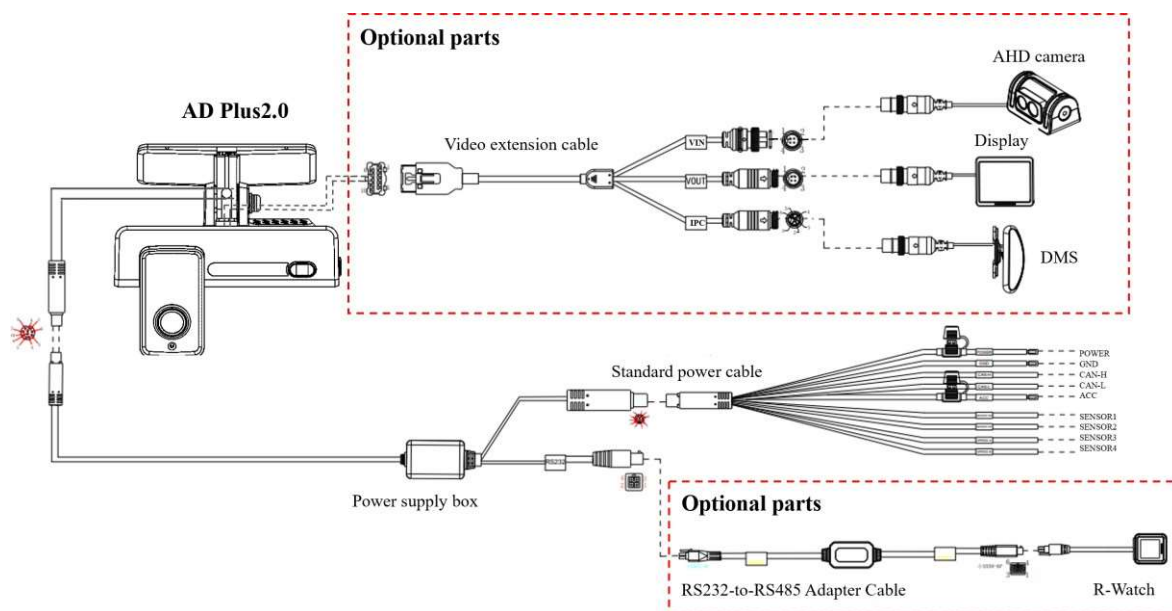 Optional parts
AHD camera
AD Plus2.0
Video extension cable
VIN
Display
VOUT
IPC
DMS
Standard power cable
POWER
GND
CAN-H
CAN-L
ACC
SENSOR1
SENSOR2
SENSOR3
SENSOR4
RS232
Power supply box
Optional parts
RS232-to-RS485 Adapter Cable
R-Watch